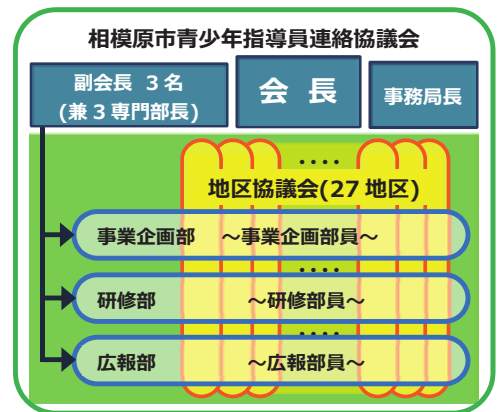 相模原市青少年指導員連絡協議会
副会長 3名
(兼3専門部長)
会 長
事務局長
‥‥
地区協議会(27地区)
事業企画部 ～事業企画部員～
‥‥
研修部 ～研修部員～
‥‥
広報部 ～広報部員～